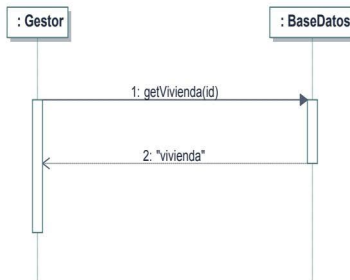 : Gestor
: BaseDatos
1: getVivienda(id)
2: "vivienda"